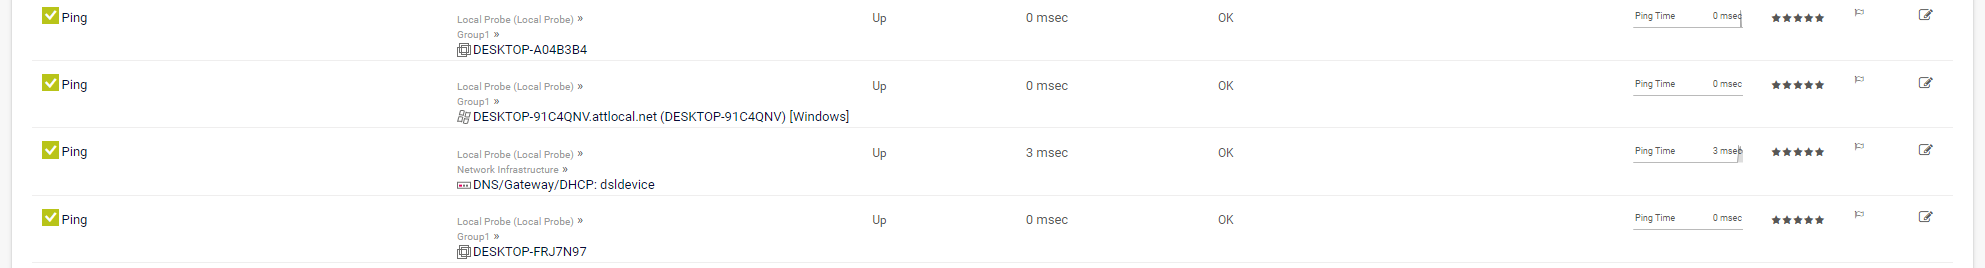 Ping Local Probe (Local Probe) » Up 0 msec OK Ping Time 0 msec
Group1 »
DESKTOP-A04B3B4
Ping Local Probe (Local Probe) » Up 0 msec OK Ping Time 0 msec
Group1 »
DESKTOP-91C4QNV.attlocal.net (DESKTOP-91C4QNV) [Windows]
Ping Local Probe (Local Probe) » Up 3 msec OK Ping Time 3 msec
Network Infrastructure »
DNS/Gateway/DHCP: dsldevice
Ping Local Probe (Local Probe) » Up 0 msec OK Ping Time 0 msec
Group1 »
DESKTOP-FRJ7N97